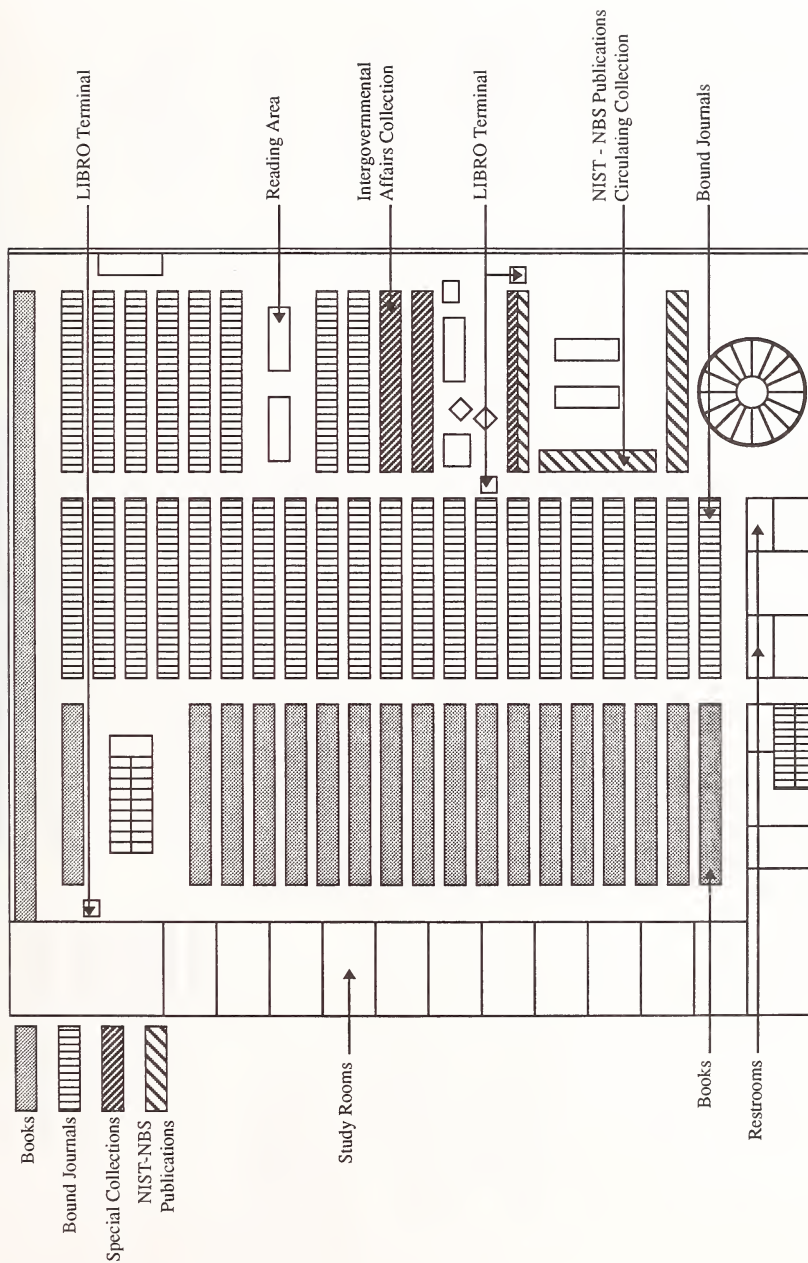 LIBRO Terminal
Reading Area
Intergovernmental
Affairs Collection
LIBRO Terminal
NIST - NBS Publications
Circulating Collection
Bound Journals
Books
Bound Journals
Special Collections
NIST-NBS
Publications
Study Rooms
Books
Restrooms